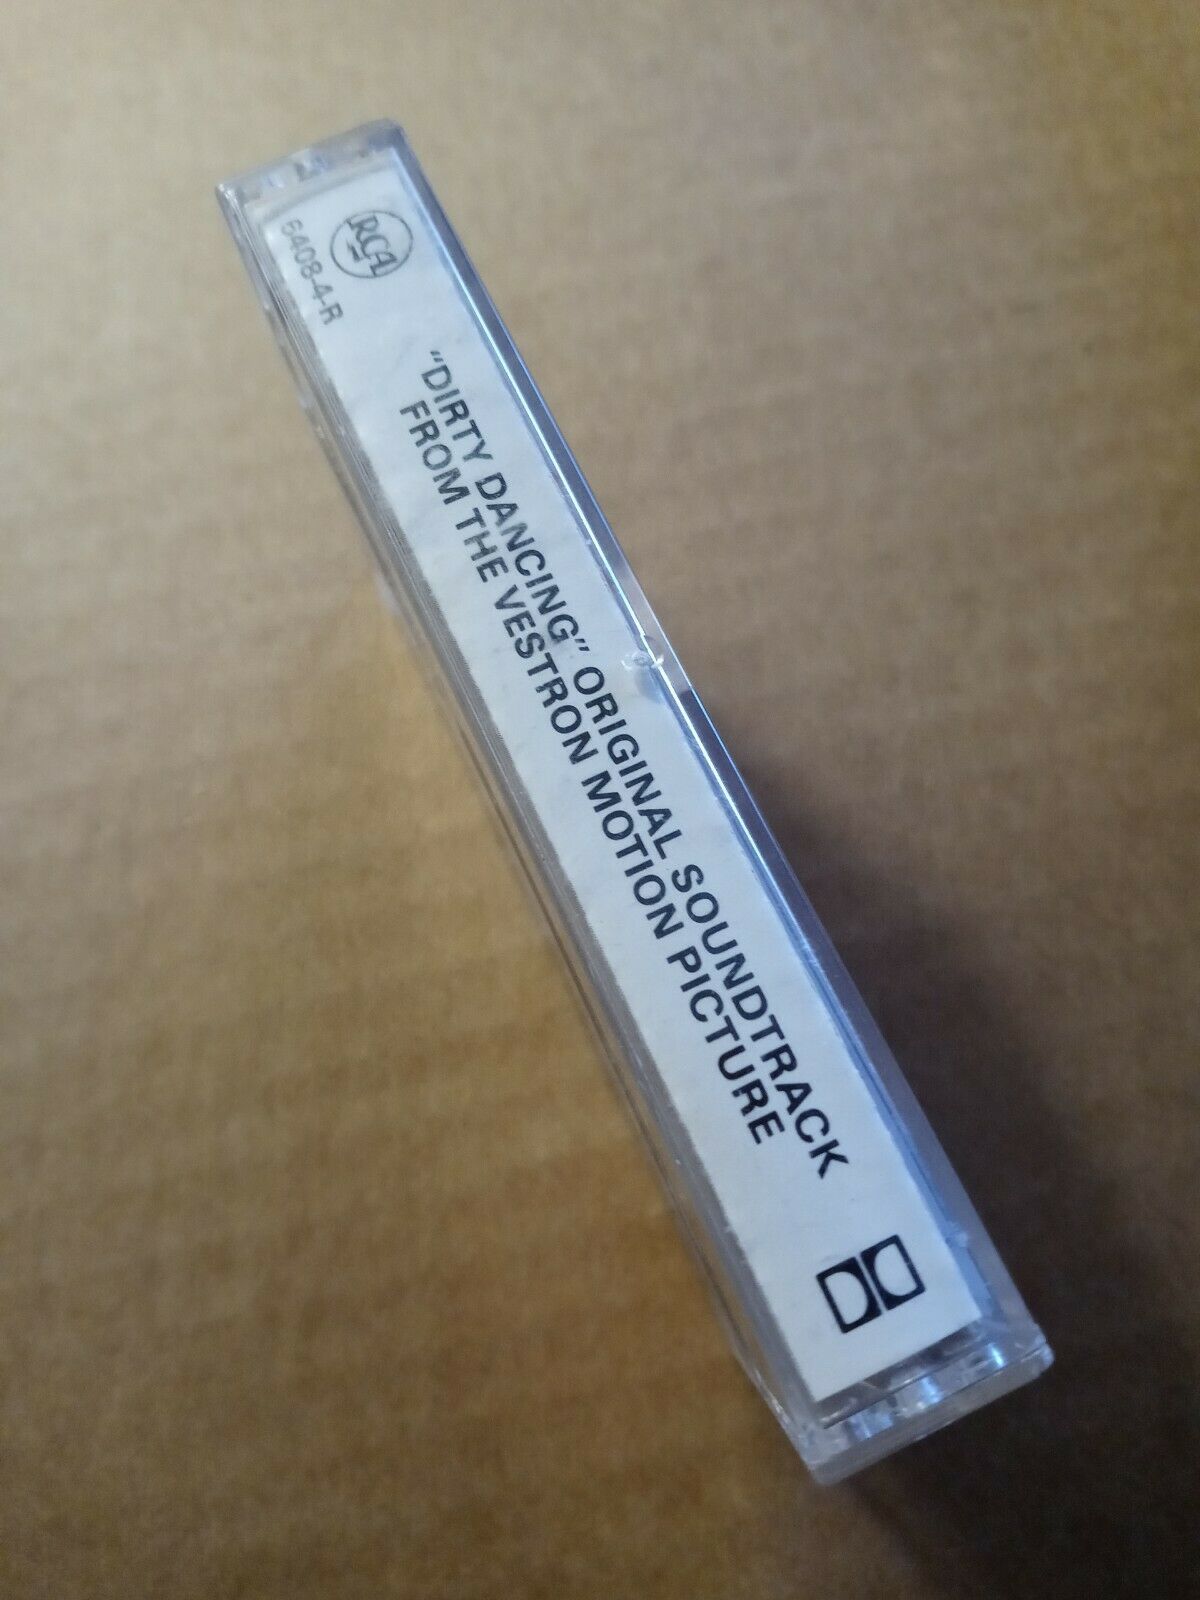 RCA
6408-4-R
"DIRTY DANCING" ORIGINAL SOUNDTRACK
FROM THE VESTRON MOTION PICTURE